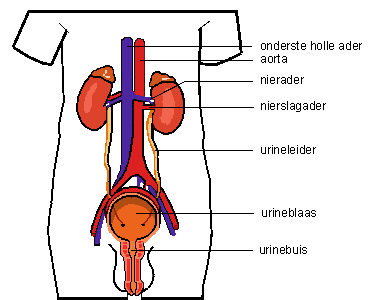 onderste holle ader
aorta
nierader
nierslagader
urineleider
urineblaas
urinebuis